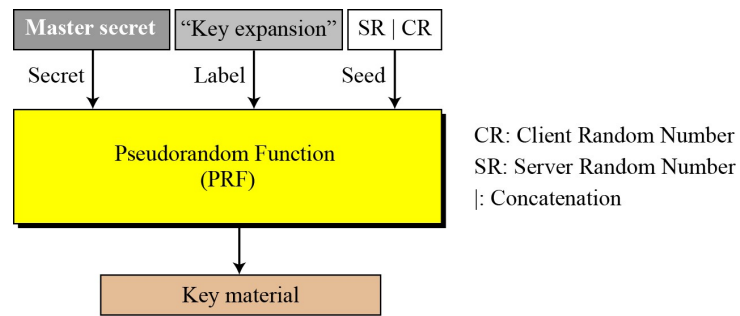 Master secret
“Key expansion”
SR | CR
Secret
Label
Seed
Pseudorandom Function
(PRF)
CR: Client Random Number
SR: Server Random Number
|: Concatenation
Key material